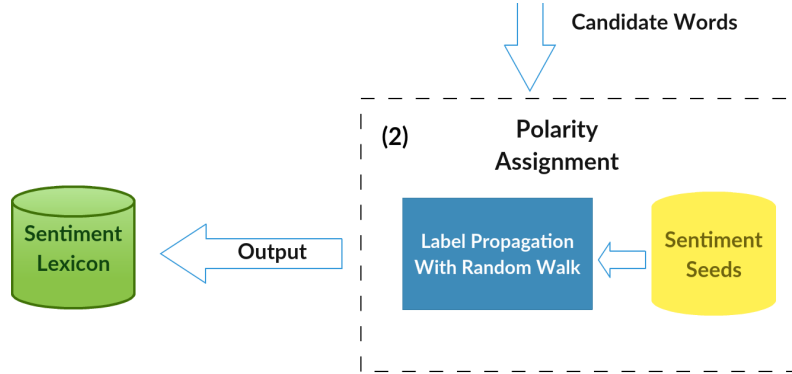 Candidate Words
(2)
Polarity
Assignment
Sentiment
Lexicon
Output
Label Propagation
With Random Walk
Sentiment
Seeds